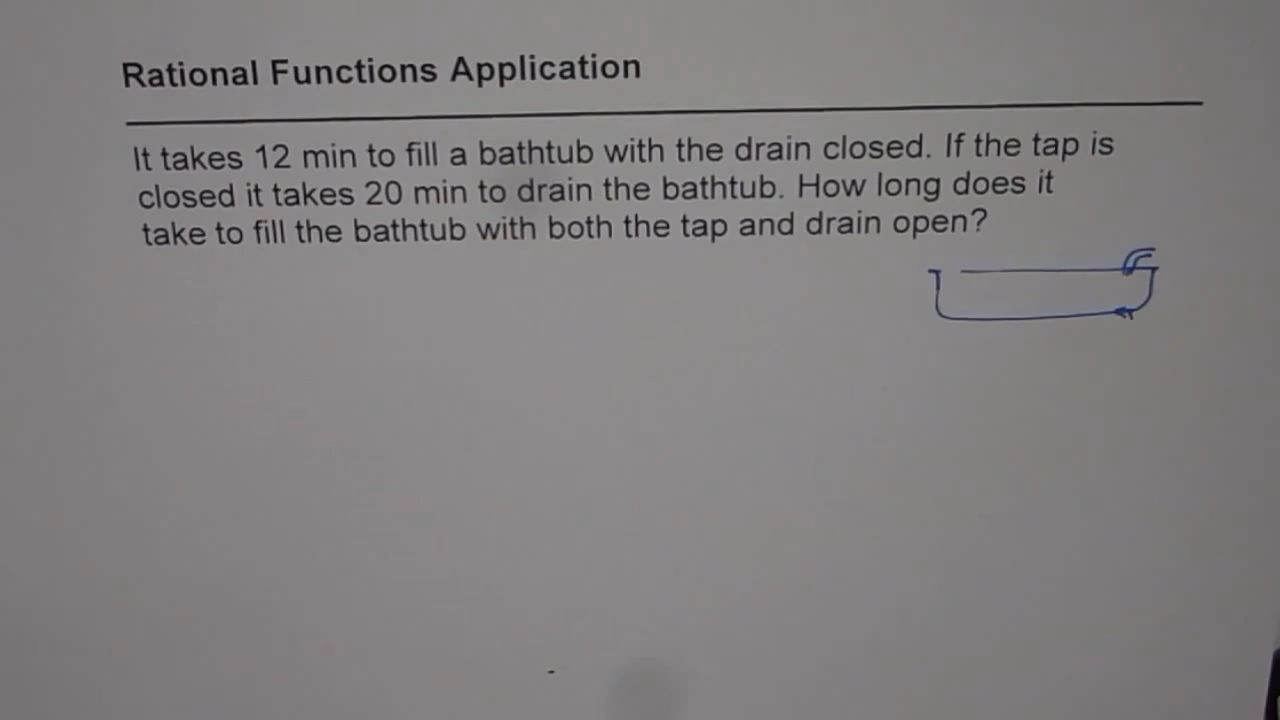 Rational Functions Application
It takes 12 min to fill a bathtub with the drain closed. If the tap is
closed it takes 20 min to drain the bathtub. How long does it
take to fill the bathtub with both the tap and drain open?